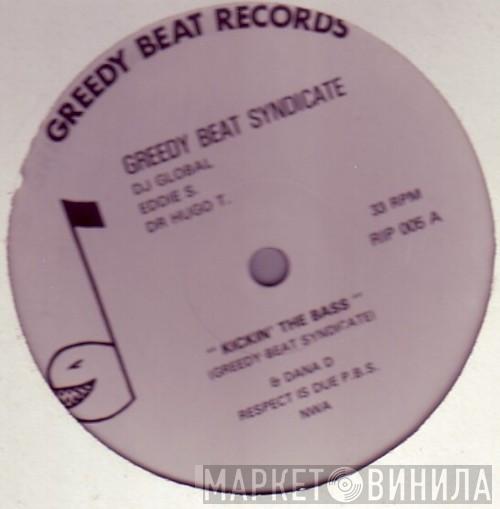 GREEDY BEAT RECORDS
GREEDY BEAT SYNDICATE
DJ GLOBAL
EDDIE S.
DR HUGO T.
33 RPM
RIP 005 A
" KICKIN' THE BASS "
(GREEDY BEAT SYNDICATE)
& DANA D
RESPECT IS DUE P.B.S.
NWA
МАРКЕТ ВИНИЛА